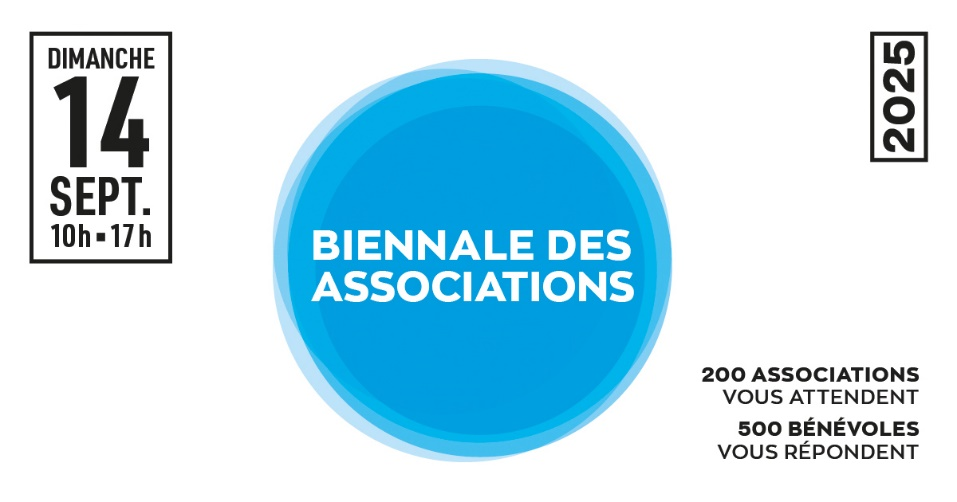 DIMANCHE
14
SEPT.
10h ▪ 17h
2025
BIENNALE DES
ASSOCIATIONS
200 ASSOCIATIONS
VOUS ATTENDENT
500 BÉNÉVOLES
VOUS RÉPONDENT